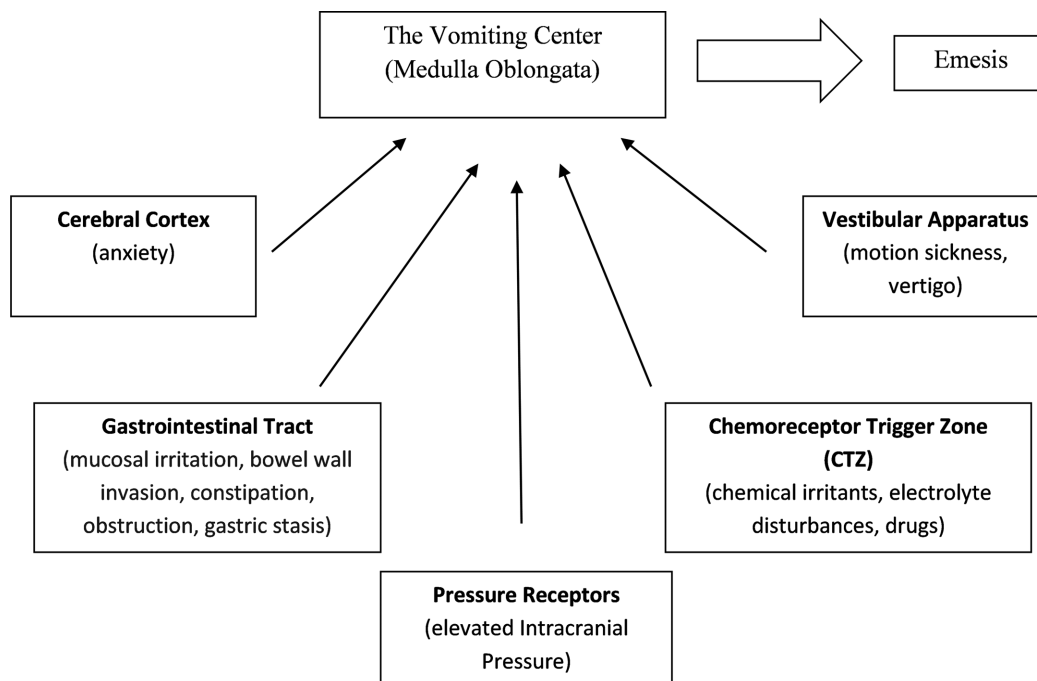 The Vomiting Center
(Medulla Oblongata)
Emesis
Cerebral Cortex
(anxiety)
Vestibular Apparatus
(motion sickness,
vertigo)
Gastrointestinal Tract
(mucosal irritation, bowel wall
invasion, constipation,
obstruction, gastric stasis)
Chemoreceptor Trigger Zone
(CTZ)
(chemical irritants, electrolyte
disturbances, drugs)
Pressure Receptors
(elevated Intracranial
Pressure)